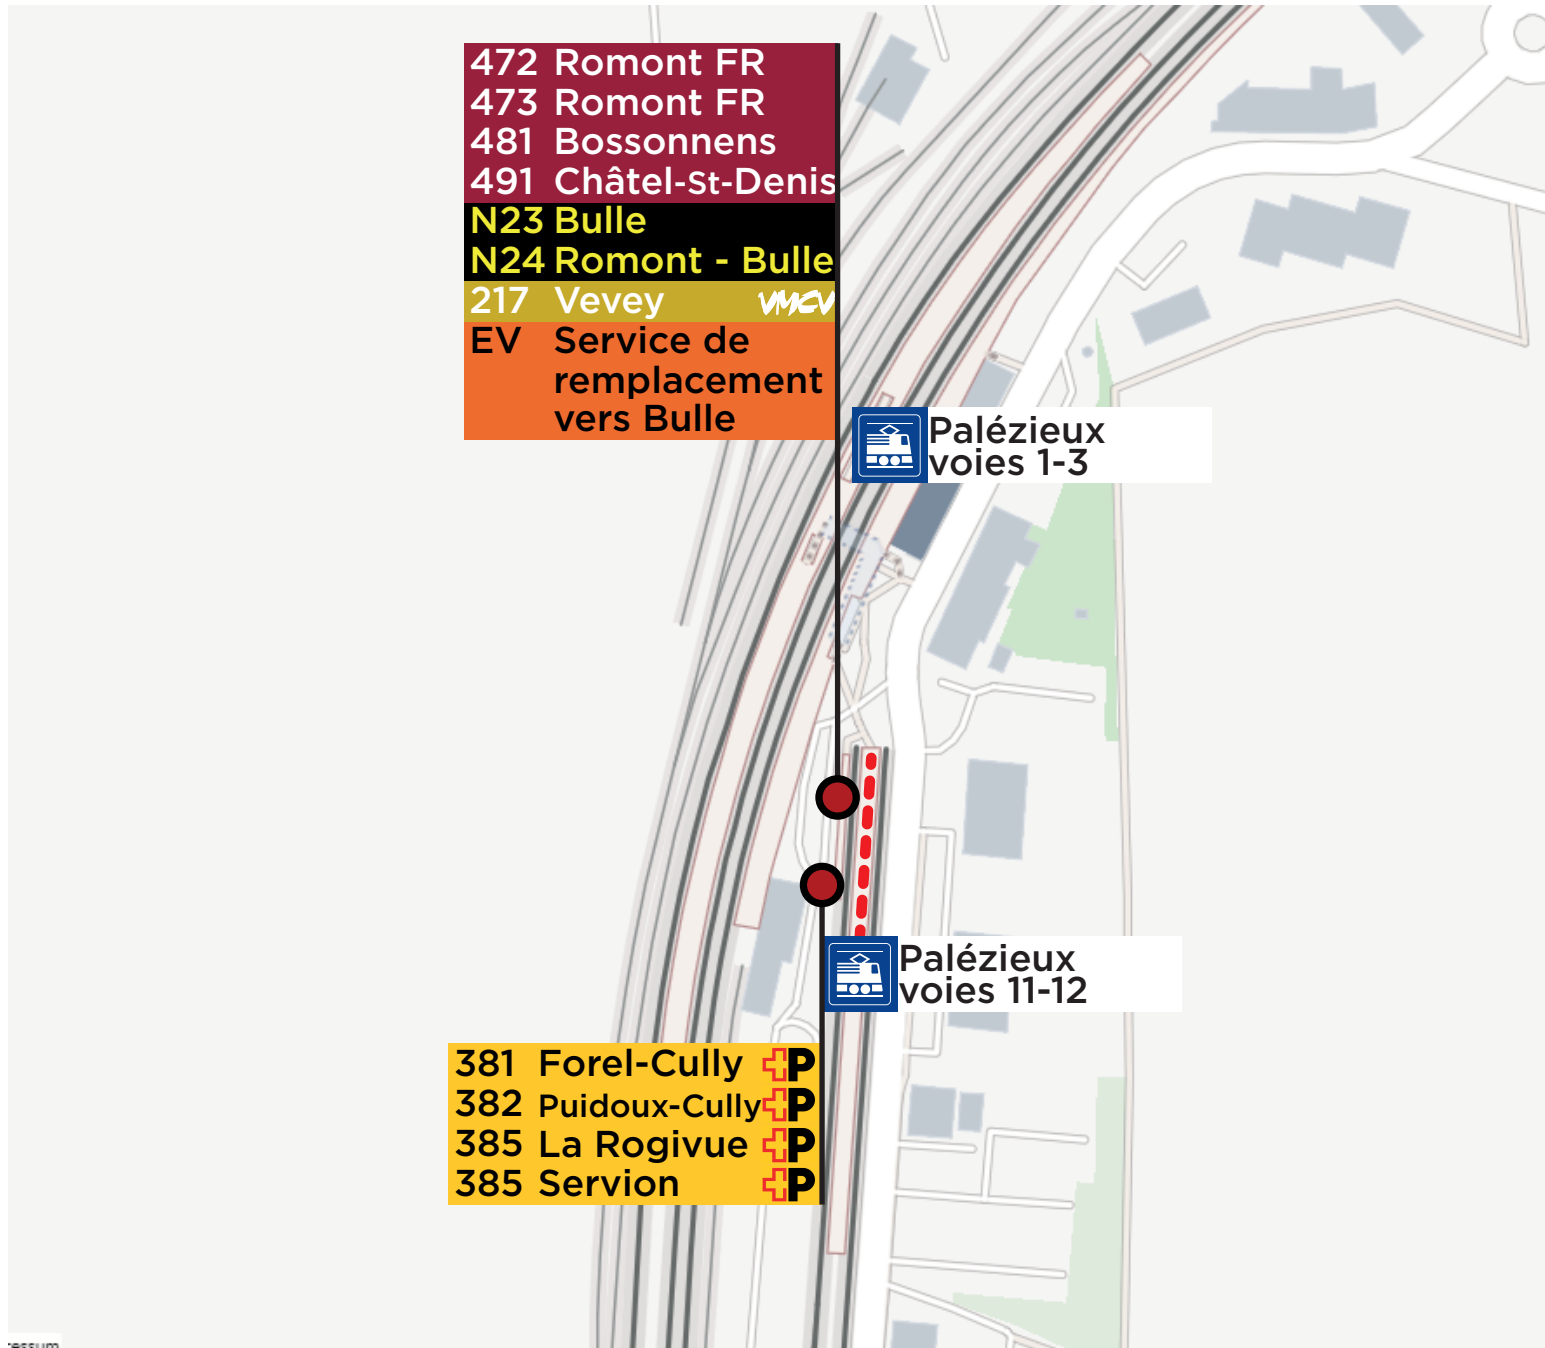 472 Romont FR
473 Romont FR
481 Bossonnens
491 Châtel-St-Denis
N23 Bulle
N24 Romont - Bulle
217 Vevey VMCV
EV Service de
remplacement
vers Bulle
Palézieux
voies 1-3
Palézieux
voies 11-12
381 Forel-Cully P
382 Puidoux-Cully P
385 La Rogivue P
385 Servion P
ressum